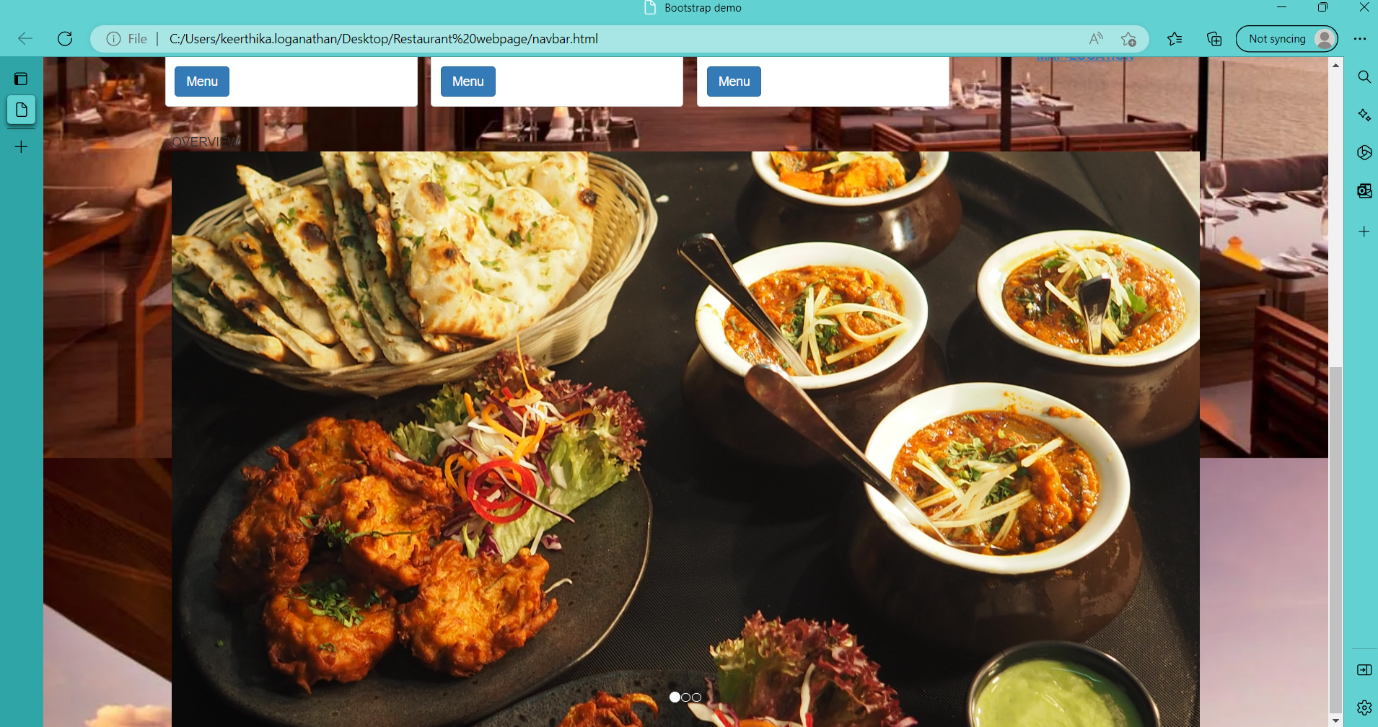 Bootstrap demo
File | C:/Users/keerthika.loganathan/Desktop/Restaurant%20webpage/navbar.html
Not syncing
Menu Menu Menu
OVERVIEW